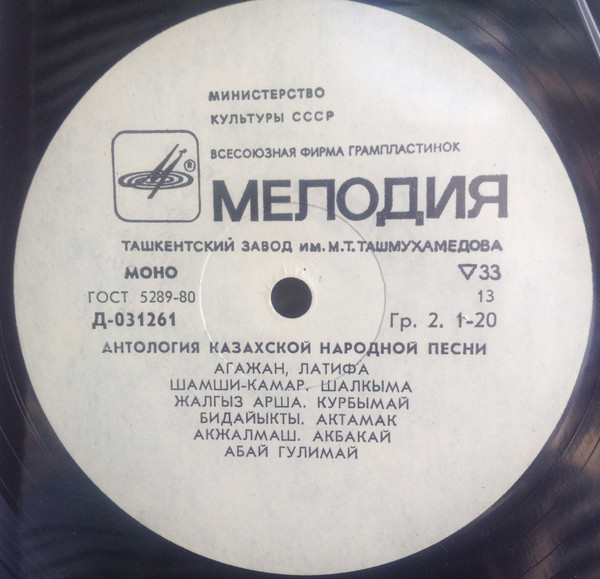 МИНИСТЕРСТВО
КУЛЬТУРЫ СССР
ВСЕСОЮЗНАЯ ФИРМА ГРАМПЛАСТИНОК
®
МЕЛОДИЯ
ТАШКЕНТСКИЙ ЗАВОД ИМ. М.Т. ТАШМУХАМЕДОВА
МОНО ▽33
ГОСТ 5289-80 13
Д-031261 Гр. 2. 1-20
АНТОЛОГИЯ КАЗАХСКОЙ НАРОДНОЙ ПЕСНИ
АГАЖАН, ЛАТИФА
ШАМШИ-КАМАР. ШАЛКЫМА
ЖАЛГЫЗ АРША. КУРБЫМАЙ
БИДАЙЫКТЫ. АКТАМАК
АКЖАЛМАШ. АКБАКАЙ
АБАЙ ГУЛИМАЙ